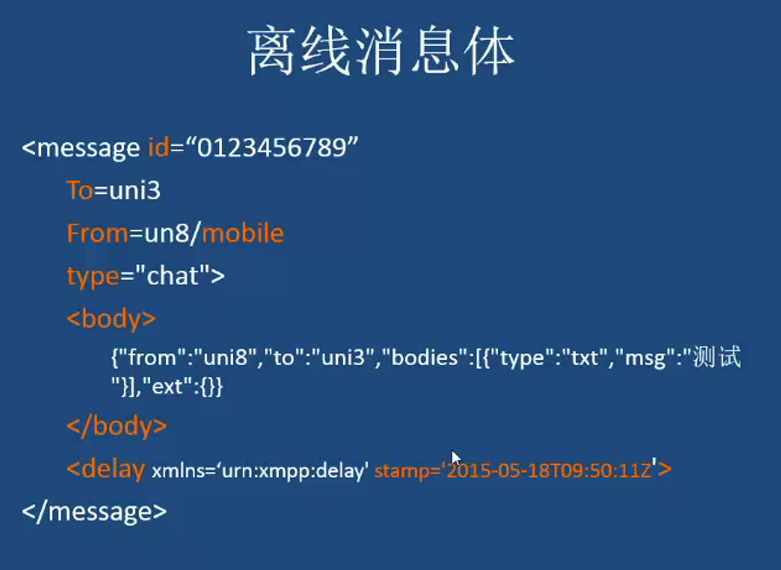 离线消息体
<message id=“0123456789”
To=uni3
From=un8/mobile
type="chat">
<body>
{"from":"uni8","to":"uni3","bodies":[{"type":"txt","msg":"测试
"}],"ext":{}}
</body>
<delay xmlns=‘urn:xmpp:delay' stamp='2015-05-18T09:50:11Z'>
</message>